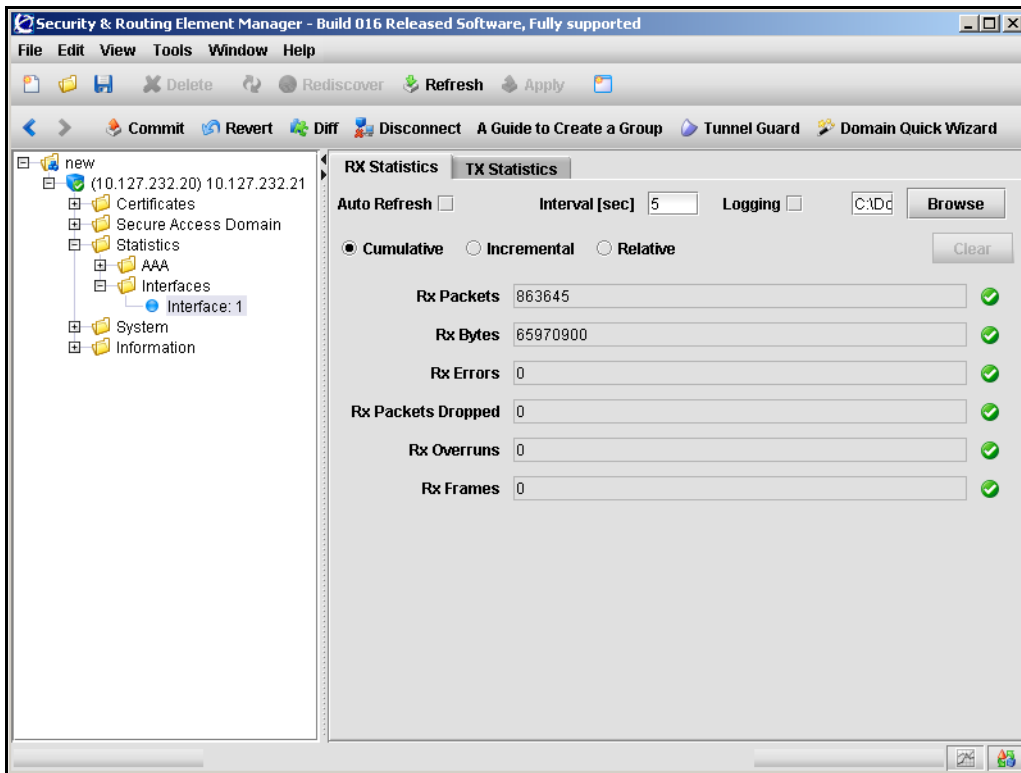 Security & Routing Element Manager - Build 016 Released Software, Fully supported
File Edit View Tools Window Help
Delete Rediscover Refresh Apply
Commit Revert Diff Disconnect A Guide to Create a Group Tunnel Guard Domain Quick Wizard
new
(10.127.232.20) 10.127.232.21
Certificates
Secure Access Domain
Statistics
AAA
Interfaces
Interface: 1
System
Information
RX Statistics TX Statistics
Auto Refresh Interval [sec] 5 Logging C:\Dc Browse
Cumulative Incremental Relative Clear
Rx Packets 863645
Rx Bytes 65970900
Rx Errors 0
Rx Packets Dropped 0
Rx Overruns 0
Rx Frames 0